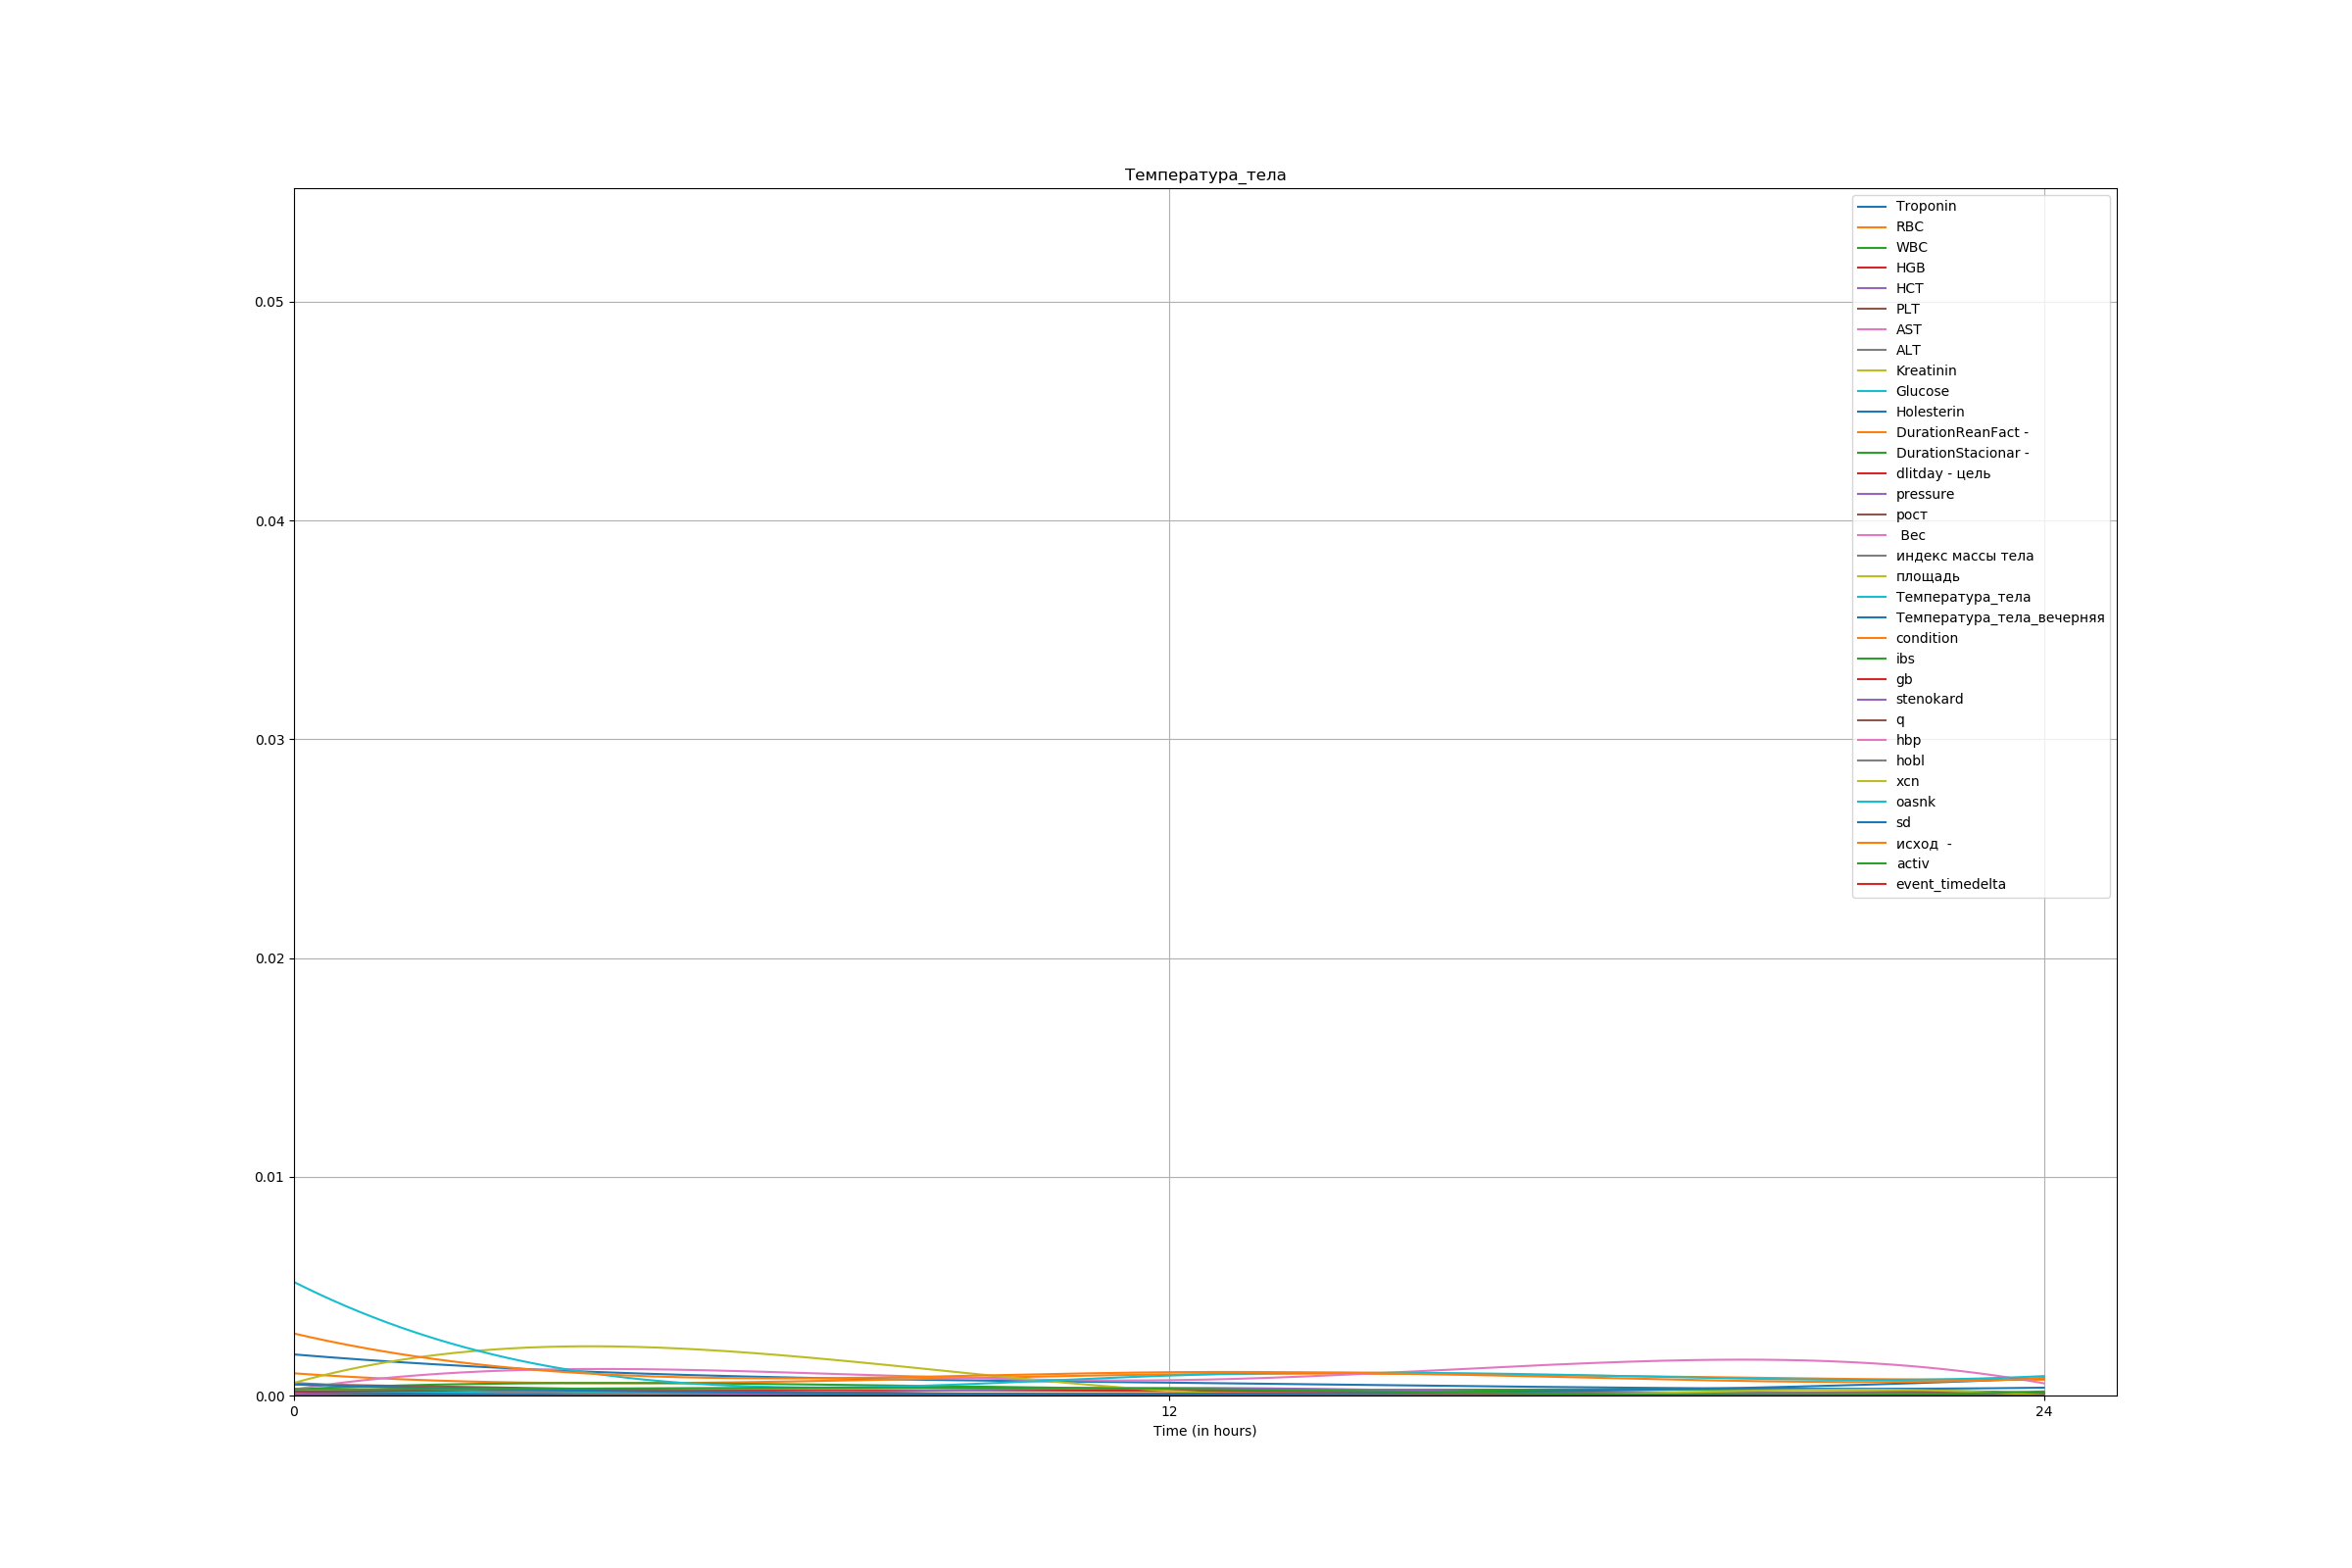 Температура_тела
0.05
0.04
0.03
0.02
0.01
0.00
0
12
24
Time (in hours)
Troponin
RBC
WBC
HGB
HCT
PLT
AST
ALT
Kreatinin
Glucose
Holesterin
DurationReanFact -
DurationStacionar -
dlitday - цель
pressure
рост
Вес
индекс массы тела
площадь
Температура_тела
Температура_тела_вечерняя
condition
ibs
gb
stenokard
q
hbp
hobl
xcn
oasnk
sd
исход  -
activ
event_timedelta